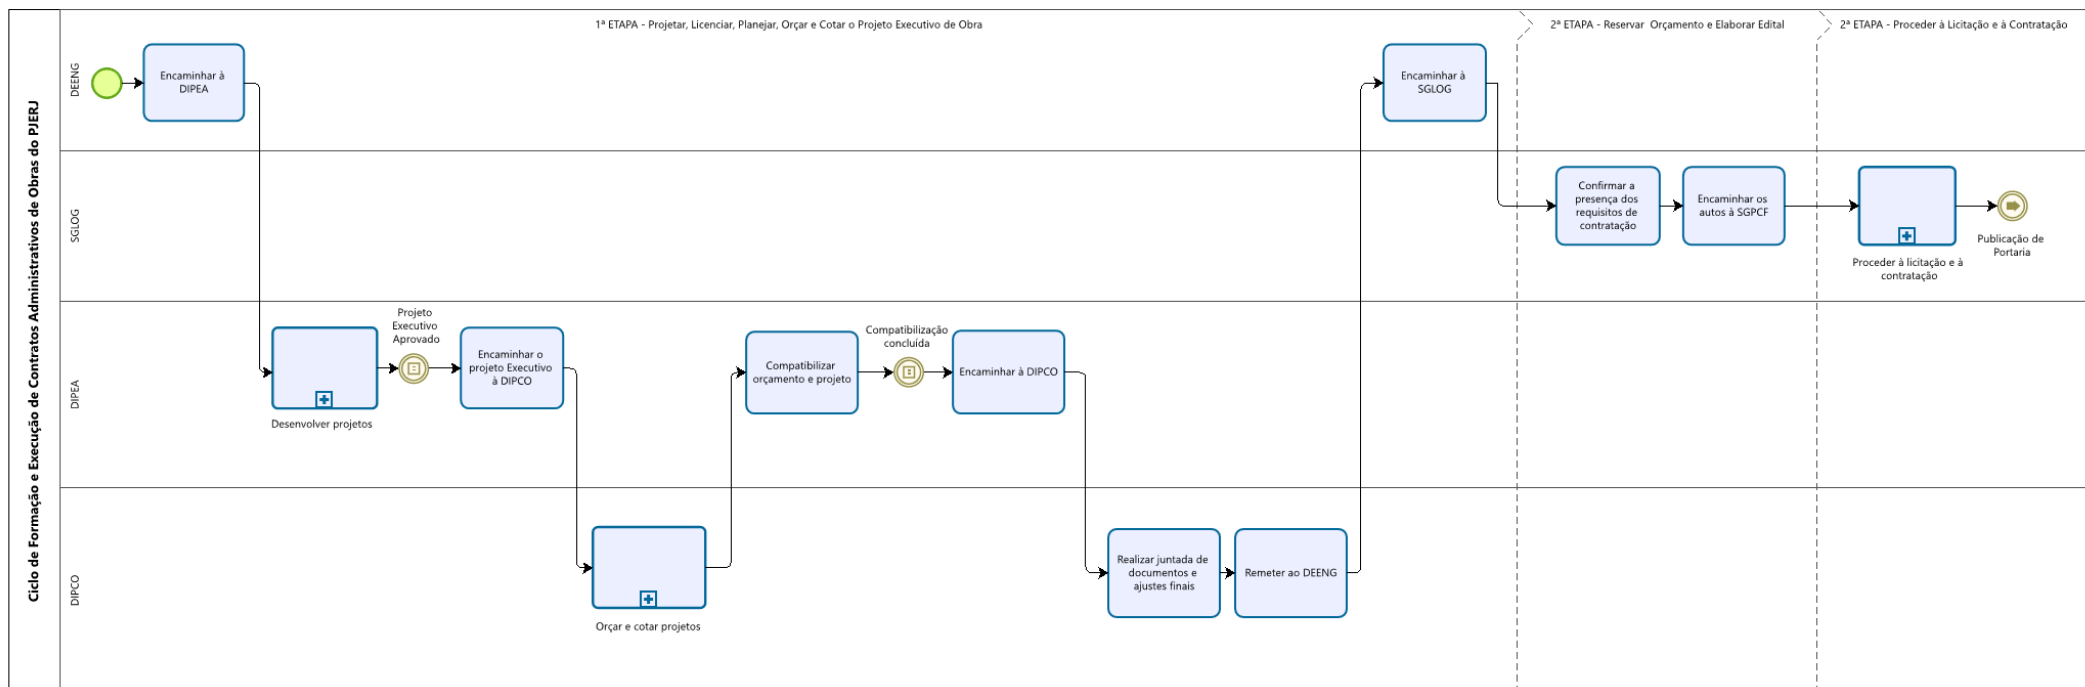 Ciclo de Formação e Execução de Contratos Administrativos de Obras do PJERJ
1ª ETAPA - Projetar, Licenciar, Planejar, Orçar e Cotar o Projeto Executivo de Obra
2ª ETAPA - Reservar Orçamento e Elaborar Edital
2ª ETAPA - Proceder à Licitação e à Contratação
DEENG
Encaminhar à
DIPEA
Encaminhar à
SGLOG
SGLOG
Confirmar a
presença dos
requisitos de
contratação
Encaminhar os
autos à SGPCF
Proceder à licitação e à
contratação
Publicação de
Portaria
DIPEA
Desenvolver projetos
Projeto
Executivo
Aprovado
Encaminhar o
projeto Executivo
à DIPCO
Compatibilizar
orçamento e projeto
Compatibilização
concluída
Encaminhar à DIPCO
DIPCO
Orçar e cotar projetos
Realizar juntada de
documentos e
ajustes finais
Remeter ao DEENG